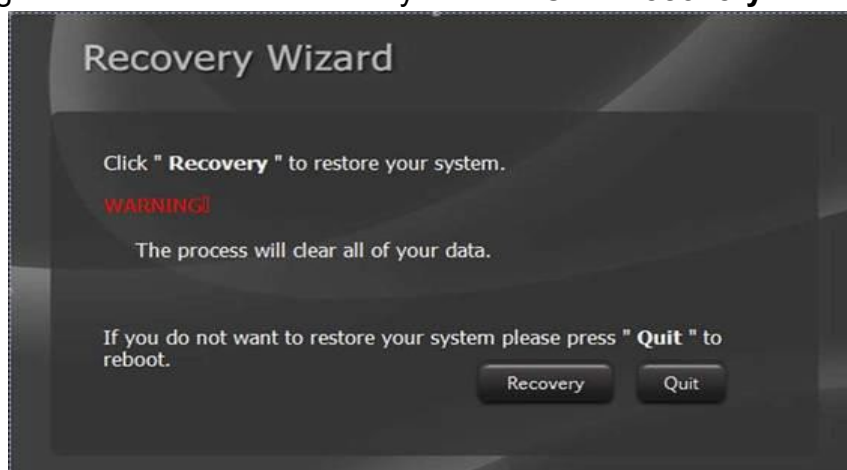 Recovery Wizard
Click " Recovery " to restore your system.
WARNING
The process will clear all of your data.
If you do not want to restore your system please press " Quit " to
reboot.
Recovery
Quit